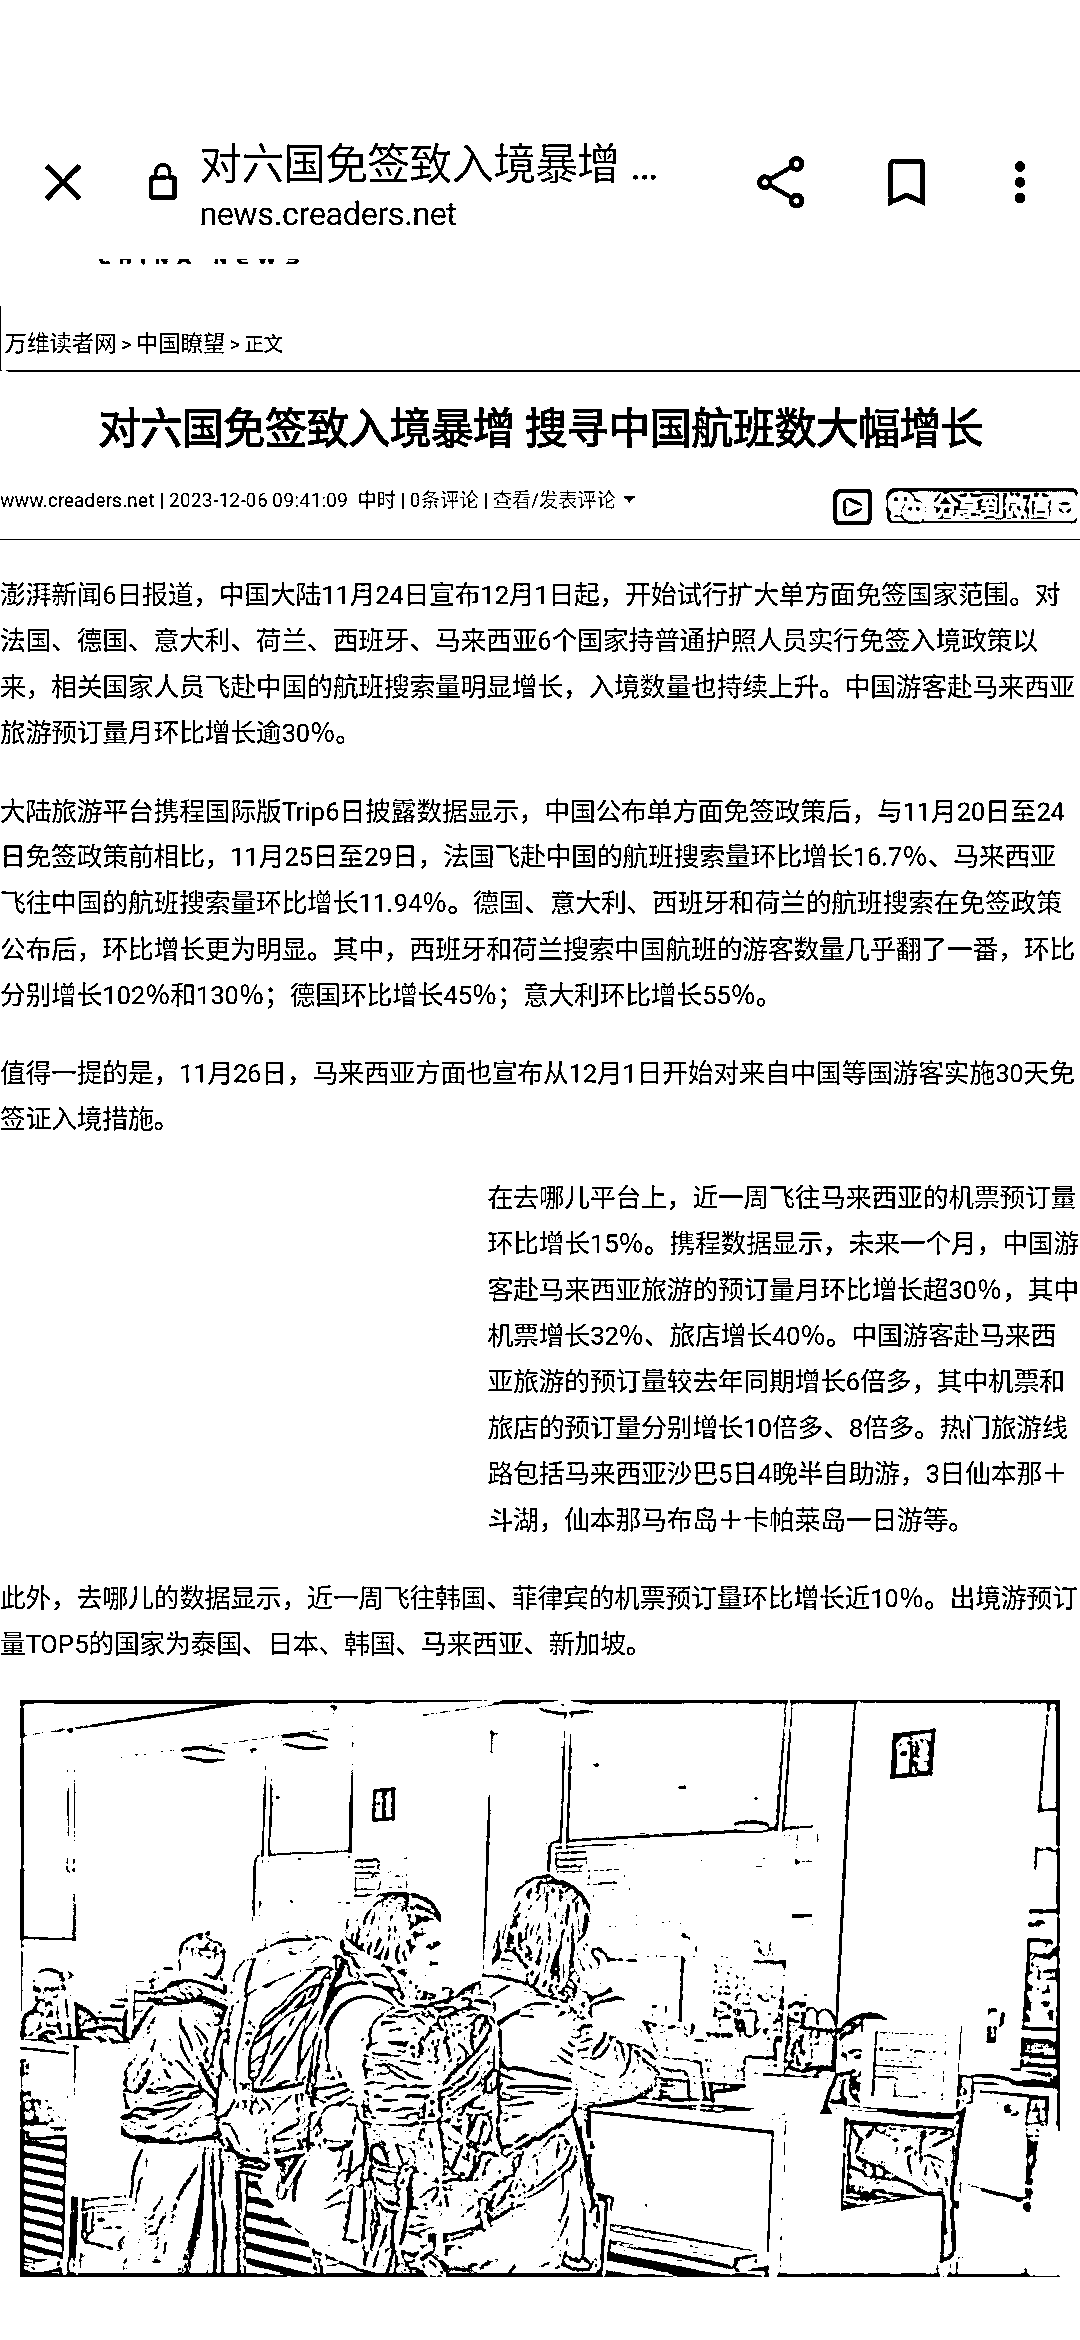 对六国免签致入境暴增 ...
news.creaders.net
CHINA NEWS
万维读者网 > 中国瞭望 > 正文
对六国免签致入境暴增 搜寻中国航班数大幅增长
www.creaders.net | 2023-12-06 09:41:09 中时 | 0条评论 | 查看/发表评论
分享到微信
澎湃新闻6日报道，中国大陆11月24日宣布12月1日起，开始试行扩大单方面免签国家范围。对
法国、德国、意大利、荷兰、西班牙、马来西亚6个国家持普通护照人员实行免签入境政策以
来，相关国家人员飞赴中国的航班搜索量明显增长，入境数量也持续上升。中国游客赴马来西亚
旅游预订量月环比增长逾30%。
大陆旅游平台携程国际版Trip6日披露数据显示，中国公布单方面免签政策后，与11月20日至24
日免签政策前相比，11月25日至29日，法国飞赴中国的航班搜索量环比增长16.7%、马来西亚
飞往中国的航班搜索量环比增长11.94%。德国、意大利、西班牙和荷兰的航班搜索在免签政策
公布后，环比增长更为明显。其中，西班牙和荷兰搜索中国航班的游客数量几乎翻了一番，环比
分别增长102%和130%；德国环比增长45%；意大利环比增长55%。
值得一提的是，11月26日，马来西亚方面也宣布从12月1日开始对来自中国等国游客实施30天免
签证入境措施。
在去哪儿平台上，近一周飞往马来西亚的机票预订量
环比增长15%。携程数据显示，未来一个月，中国游
客赴马来西亚旅游的预订量月环比增长超30%，其中
机票增长32%、旅店增长40%。中国游客赴马来西
亚旅游的预订量较去年同期增长6倍多，其中机票和
旅店的预订量分别增长10倍多、8倍多。热门旅游线
路包括马来西亚沙巴5日4晚半自助游，3日仙本那＋
斗湖，仙本那马布岛＋卡帕莱岛一日游等。
此外，去哪儿的数据显示，近一周飞往韩国、菲律宾的机票预订量环比增长近10%。出境游预订
量TOP5的国家为泰国、日本、韩国、马来西亚、新加坡。